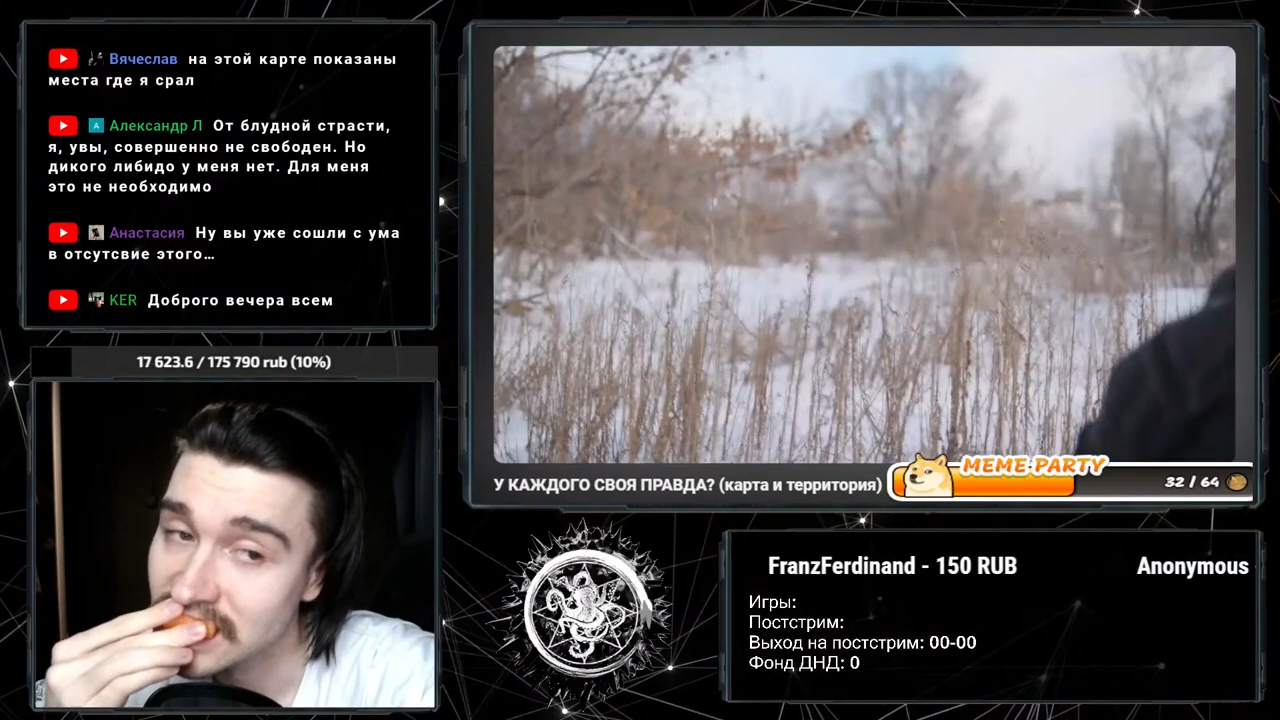 Вячеслав на этой карте показаны
места где я срал
Александр Л От блудной страсти,
я, увы, совершенно не свободен. Но
дикого либидо у меня нет. Для меня
это не необходимо
Анастасия Ну вы уже сошли с ума
в отсутсвие этого…
KER Доброго вечера всем
17 623.6 / 175 790 rub (10%)
У КАЖДОГО СВОЯ ПРАВДА? (карта и территория)
MEME PARTY
32 / 64
FranzFerdinand - 150 RUB Anonymous
Игры:
Постстрим:
Выход на постстрим: 00-00
Фонд ДНД: 0